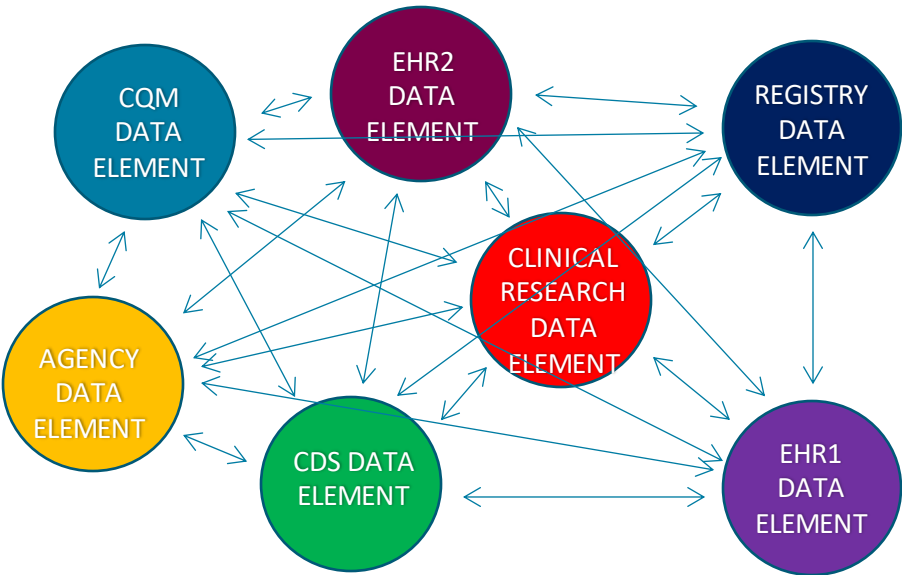 CQM
DATA
ELEMENT
EHR2
DATA
ELEMENT
REGISTRY
DATA
ELEMENT
CLINICAL
RESEARCH
DATA
ELEMENT
AGENCY
DATA
ELEMENT
CDS DATA
ELEMENT
EHR1
DATA
ELEMENT